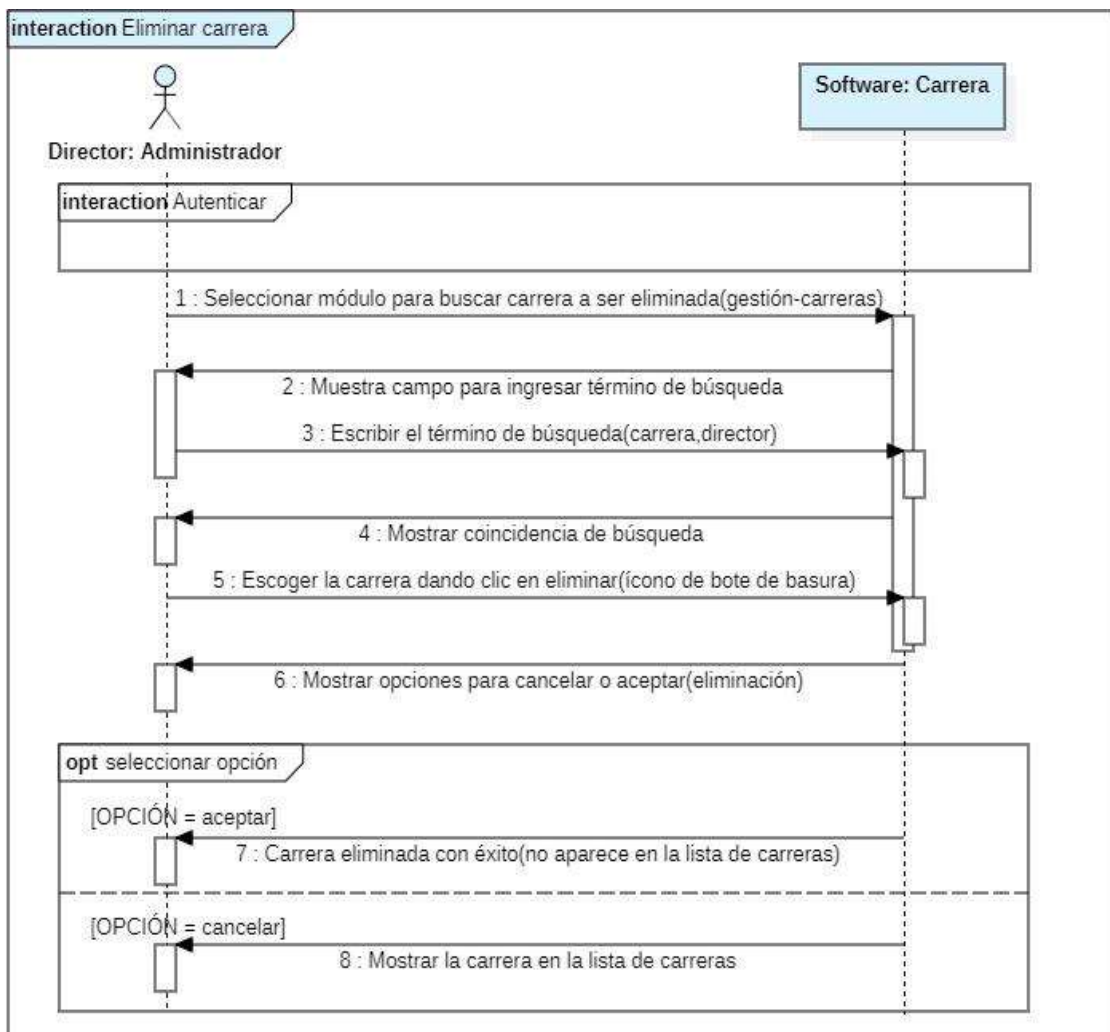 interaction Eliminar carrera
Software: Carrera
Director: Administrador
interaction Autenticar
1 : Seleccionar módulo para buscar carrera a ser eliminada(gestión-carreras)
2 : Muestra campo para ingresar término de búsqueda
3 : Escribir el término de búsqueda(carrera,director)
4 : Mostrar coincidencia de búsqueda
5 : Escoger la carrera dando clic en eliminar(ícono de bote de basura)
6 : Mostrar opciones para cancelar o aceptar(eliminación)
opt seleccionar opción
[OPCIÓN = aceptar]
7 : Carrera eliminada con éxito(no aparece en la lista de carreras)
[OPCIÓN = cancelar]
8 : Mostrar la carrera en la lista de carreras